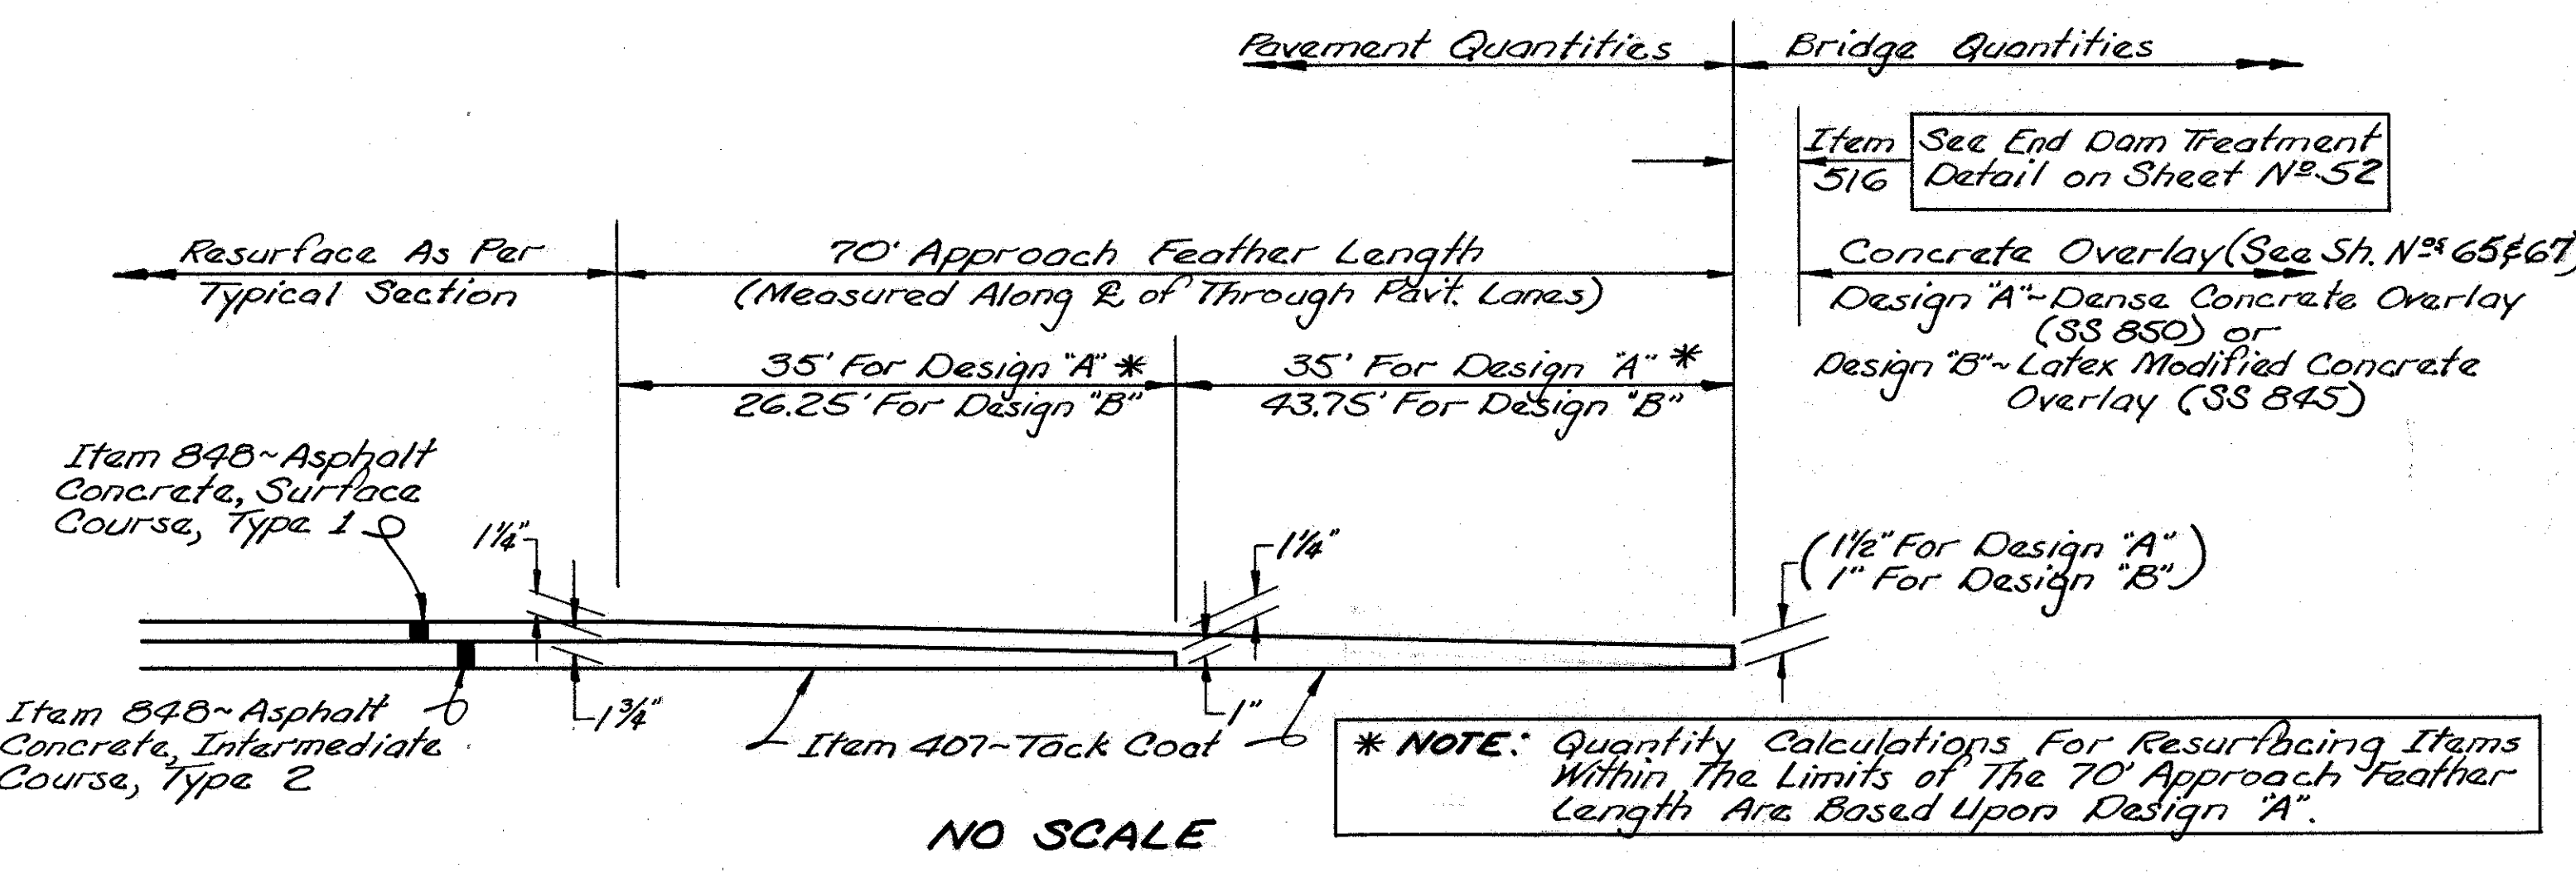 Pavement Quantities
Bridge Quantities
Item
516
See End Dam Treatment
Detail on Sheet Nº 52
Resurface As Per
Typical Section
70' Approach Feather Length
(Measured Along ℄ of Through Pav't. Lanes)
Concrete Overlay (See Sh. Nºs 65 & 67)
Design "A" ~ Dense Concrete Overlay
(SS 850) or
Design "B" ~ Latex Modified Concrete
Overlay (SS 845)
35' For Design "A" *
26.25' For Design "B"
35' For Design "A" *
43.75' For Design "B"
Item 848 ~ Asphalt
Concrete, Surface
Course, Type 1
1¼"
1¼"
(1½" For Design "A")
1" For Design "B"
Item 848 ~ Asphalt
Concrete, Intermediate
Course, Type 2
1¾"
Item 407 ~ Tack Coat
1"
* NOTE: Quantity Calculations For Resurfacing Items
Within The Limits of The 70' Approach Feather
Length Are Based Upon Design "A".
NO SCALE